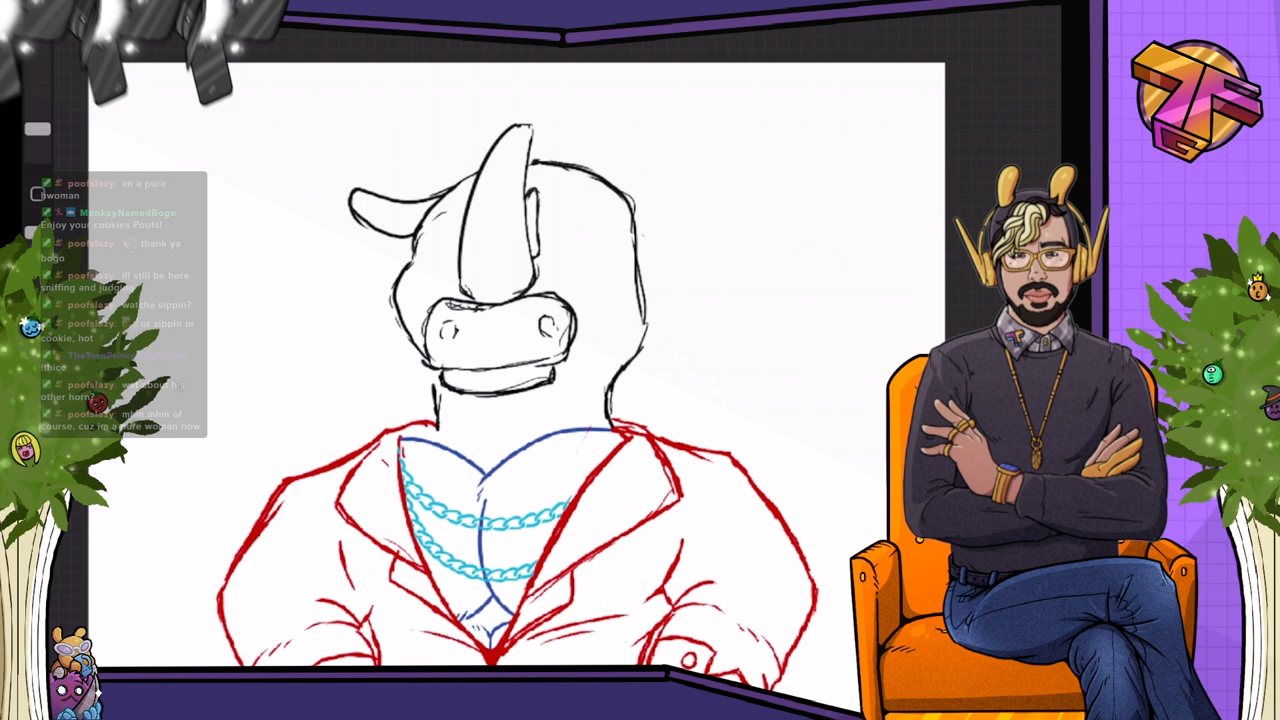 poofslazy: im a pure
hwoman
MonkeyNamedBogo:
Enjoy your cookies Poofs!
poofslazy: thank ya
bogo
poofslazy: Ill still be here
sniffing and judging
poofslazy: watcha sippin?
poofslazy: ur sippin ur
cookie, hot
!thicc
poofslazy: wat about his
other horn?
poofslazy: mhm mhm of
course. cuz im a pure woman now